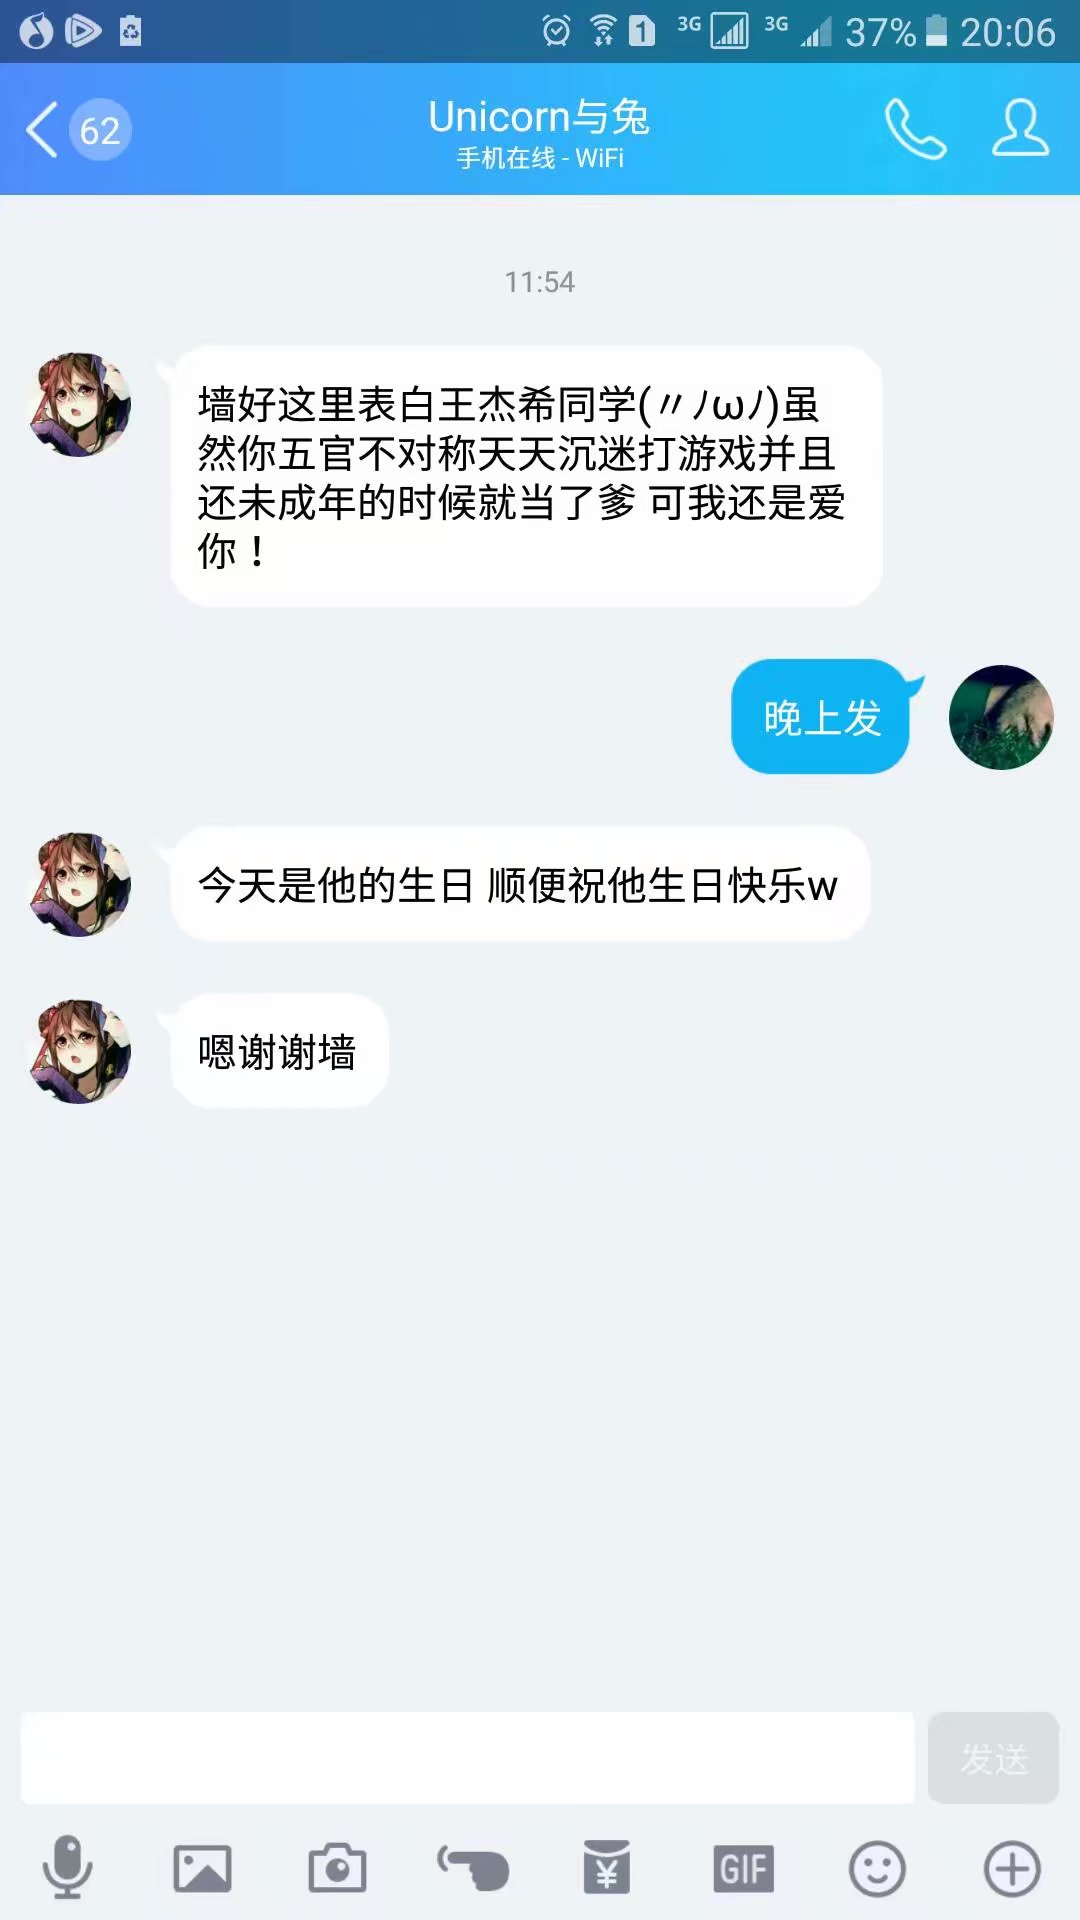 1 3G 3G 37% 20:06
62
Unicorn与兔
手机在线 - WiFi
11:54
墙好这里表白王杰希同学(〃ﾉωﾉ)虽
然你五官不对称天天沉迷打游戏并且
还未成年的时候就当了爹 可我还是爱
你！
晚上发
今天是他的生日 顺便祝他生日快乐w
嗯谢谢墙
发送
¥
GIF